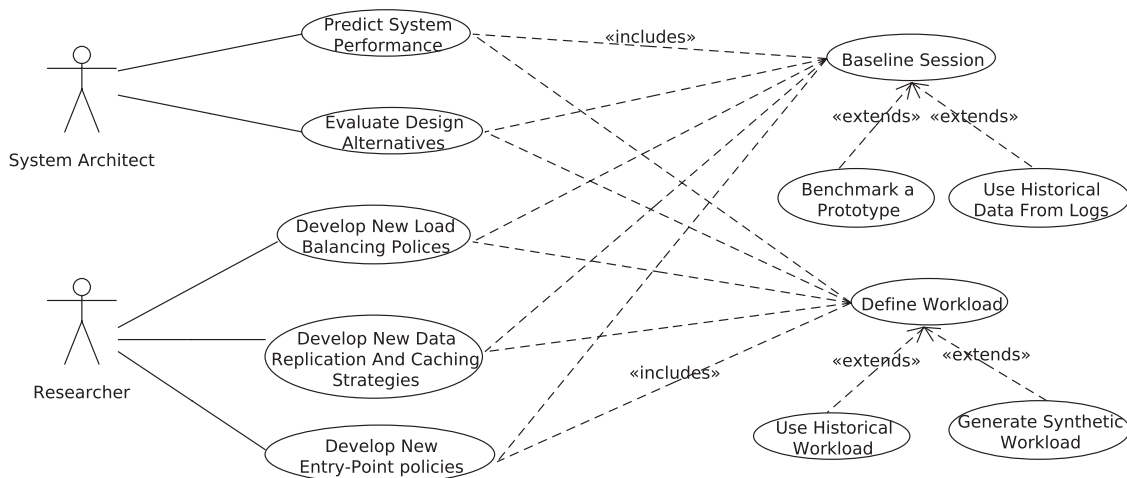 Predict System
Performance
«includes»
Baseline Session
Evaluate Design
Alternatives
«extends»
«extends»
System Architect
Benchmark a
Prototype
Use Historical
Data From Logs
Develop New Load
Balancing Polices
Define Workload
Develop New Data
Replication And Caching
Strategies
«extends»
«extends»
«includes»
Researcher
Use Historical
Workload
Generate Synthetic
Workload
Develop New
Entry-Point policies